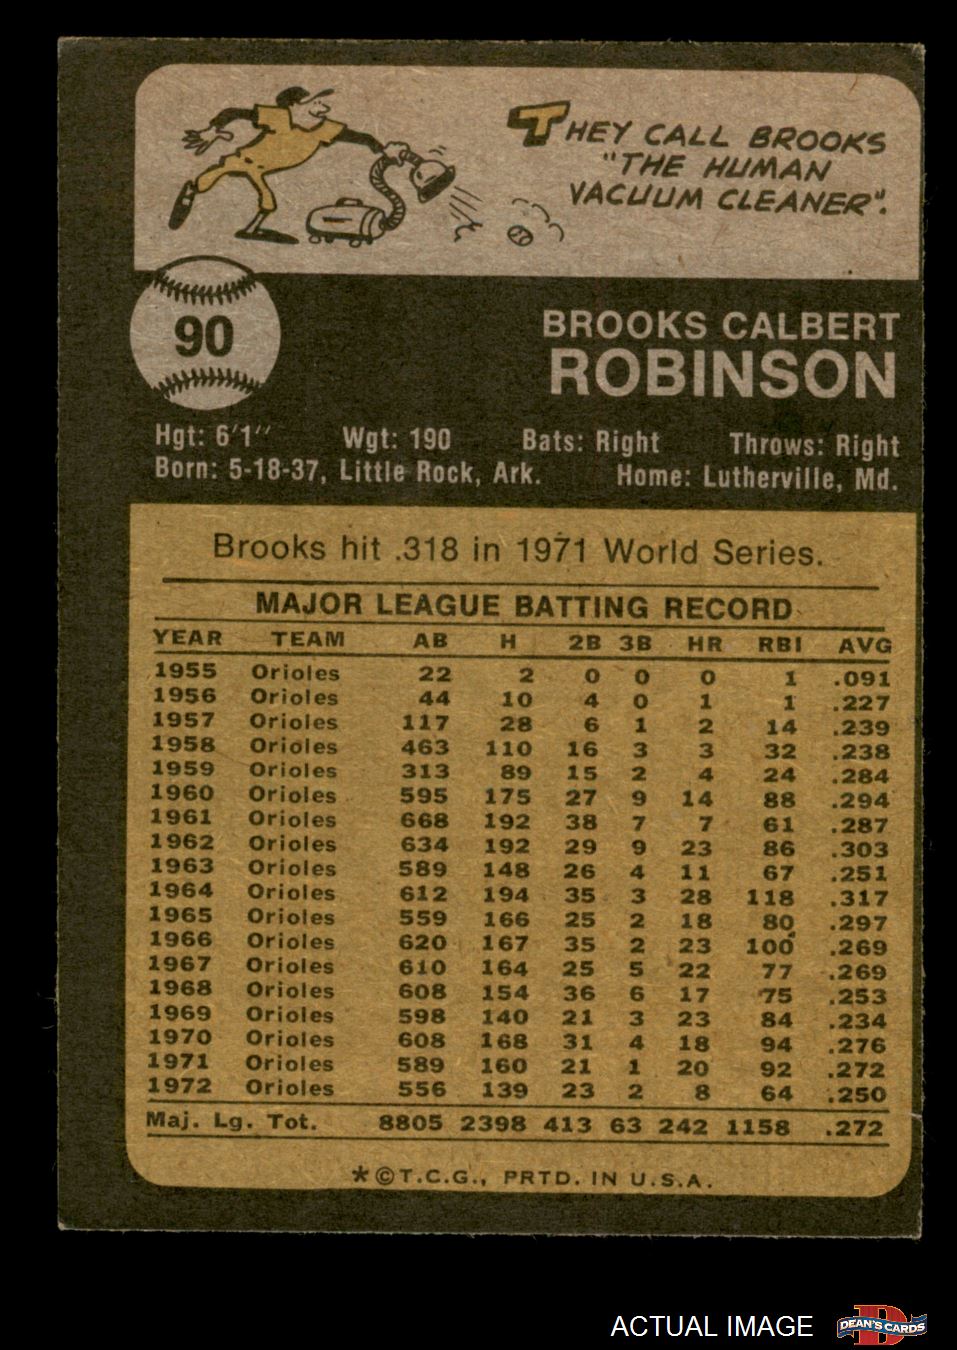 THEY CALL BROOKS
"THE HUMAN
VACUUM CLEANER".
90
BROOKS CALBERT
ROBINSON
Hgt: 6'1" Wgt: 190 Bats: Right Throws: Right
Born: 5-18-37, Little Rock, Ark. Home: Lutherville, Md.
Brooks hit .318 in 1971 World Series.
MAJOR LEAGUE BATTING RECORD
YEAR TEAM AB H 2B 3B HR RBI AVG
1955 Orioles 22 2 0 0 0 1 .091
1956 Orioles 44 10 4 0 1 1 .227
1957 Orioles 117 28 6 1 2 14 .239
1958 Orioles 463 110 16 3 3 32 .238
1959 Orioles 313 89 15 2 4 24 .284
1960 Orioles 595 175 27 9 14 88 .294
1961 Orioles 668 192 38 7 7 61 .287
1962 Orioles 634 192 29 9 23 86 .303
1963 Orioles 589 148 26 4 11 67 .251
1964 Orioles 612 194 35 3 28 118 .317
1965 Orioles 559 166 25 2 18 80 .297
1966 Orioles 620 167 35 2 23 100 .269
1967 Orioles 610 164 25 5 22 77 .269
1968 Orioles 608 154 36 6 17 75 .253
1969 Orioles 598 140 21 3 23 84 .234
1970 Orioles 608 168 31 4 18 94 .276
1971 Orioles 589 160 21 1 20 92 .272
1972 Orioles 556 139 23 2 8 64 .250
Maj. Lg. Tot. 8805 2398 413 63 242 1158 .272
*©T.C.G., PRTD. IN U.S.A.
ACTUAL IMAGE
D
DEAN'S CARDS